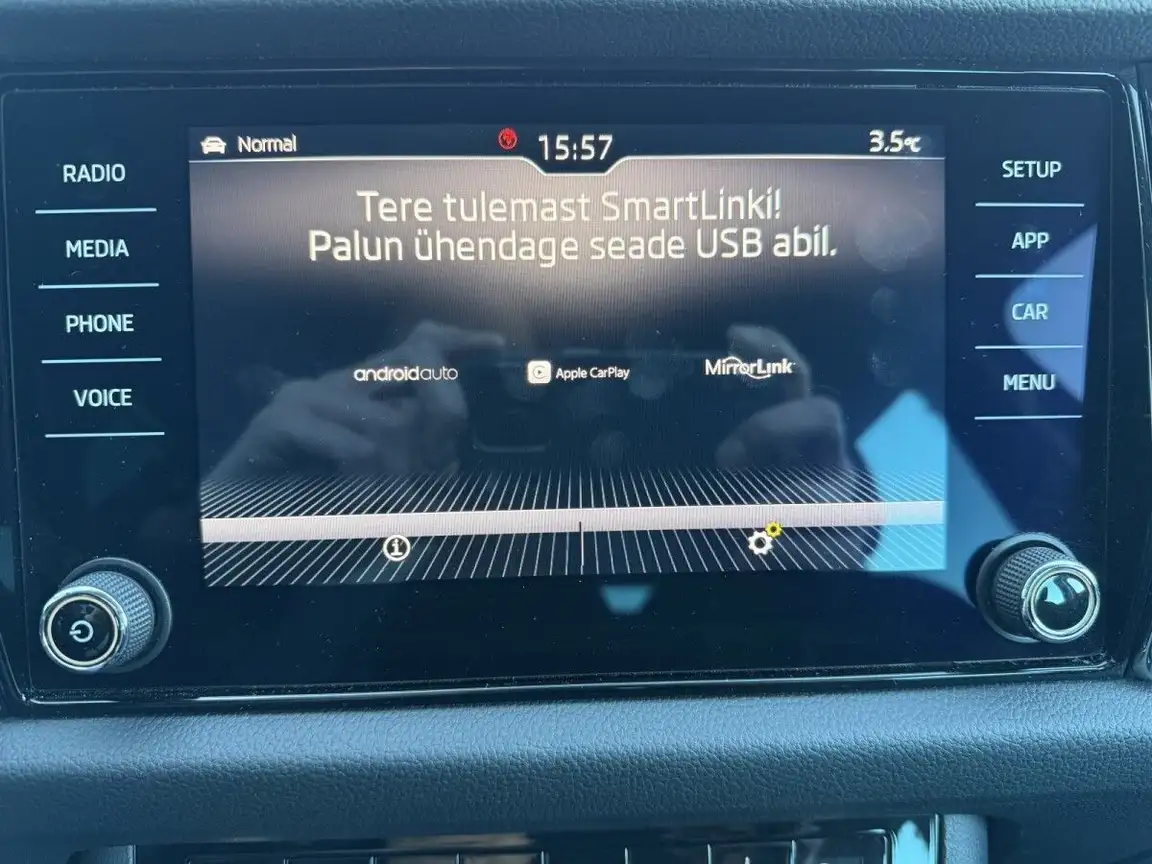 Normal 15:57 3.5°C
RADIO
MEDIA
PHONE
VOICE
Tere tulemast SmartLinki!
Palun ühendage seade USB abil.
androidauto Apple CarPlay MirrorLink
SETUP
APP
CAR
MENU